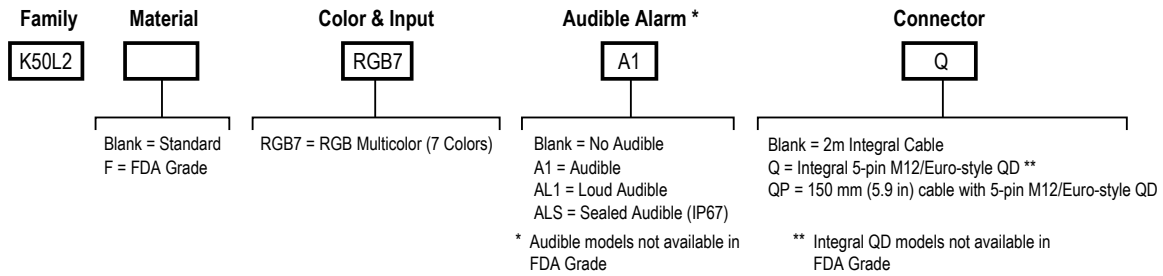 Family Material Color & Input Audible Alarm * Connector
K50L2 RGB7 A1 Q
Blank = Standard
F = FDA Grade
RGB7 = RGB Multicolor (7 Colors)
Blank = No Audible
A1 = Audible
AL1 = Loud Audible
ALS = Sealed Audible (IP67)
* Audible models not available in
FDA Grade
Blank = 2m Integral Cable
Q = Integral 5-pin M12/Euro-style QD **
QP = 150 mm (5.9 in) cable with 5-pin M12/Euro-style QD
** Integral QD models not available in
FDA Grade